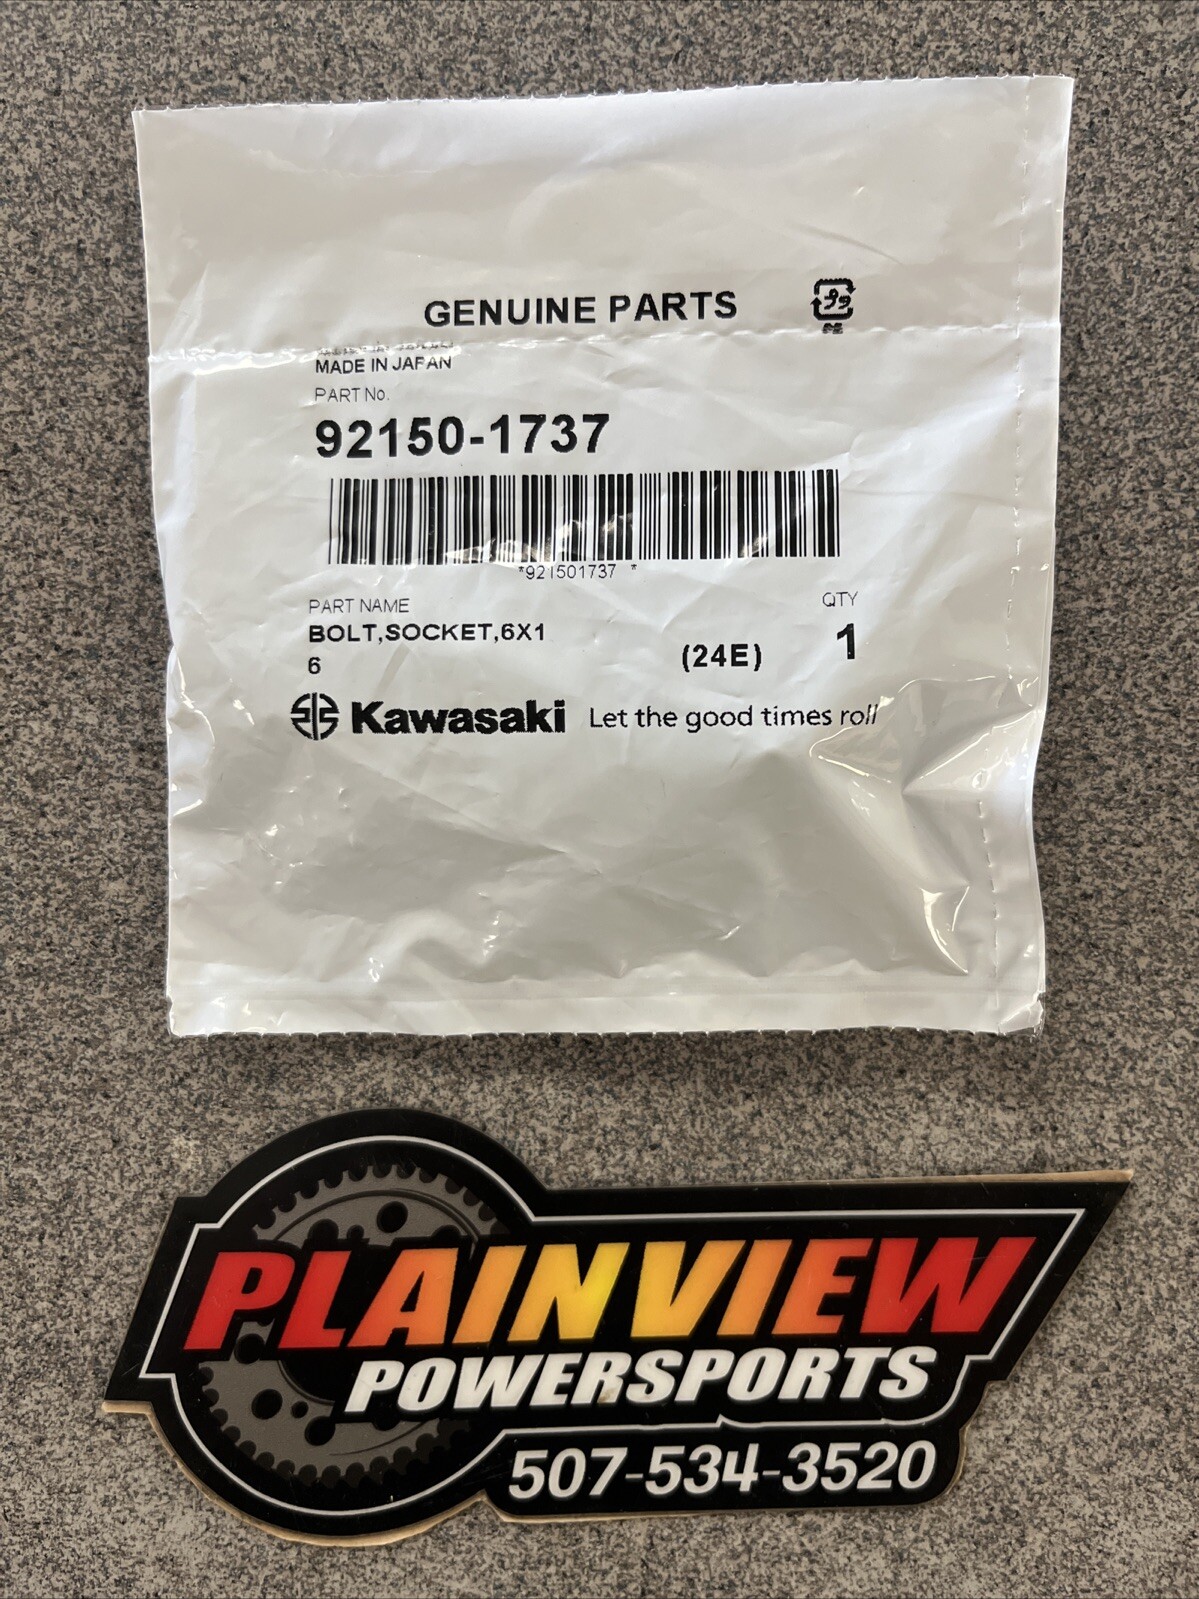 GENUINE PARTS
MADE IN JAPAN
PART No.
92150-1737
*921501737 *
PART NAME
QTY
BOLT,SOCKET,6X1
6
(24E)
1
Kawasaki Let the good times roll
PLAINVIEW
POWERSPORTS
507-534-3520